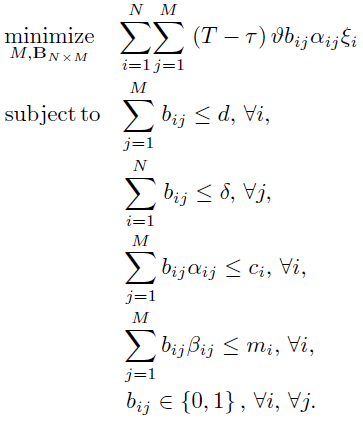 minimize_{M,𝐁_{N×M}} ∑_{i=1}^{N} ∑_{j=1}^{M} (T − τ) ϑb_{ij}α_{ij}ξ_i
subject to ∑_{j=1}^{M} b_{ij} ≤ d, ∀i,
∑_{i=1}^{N} b_{ij} ≤ δ, ∀j,
∑_{j=1}^{M} b_{ij}α_{ij} ≤ c_i, ∀i,
∑_{j=1}^{M} b_{ij}β_{ij} ≤ m_i, ∀i,
b_{ij} ∈ {0, 1} , ∀i, ∀j.